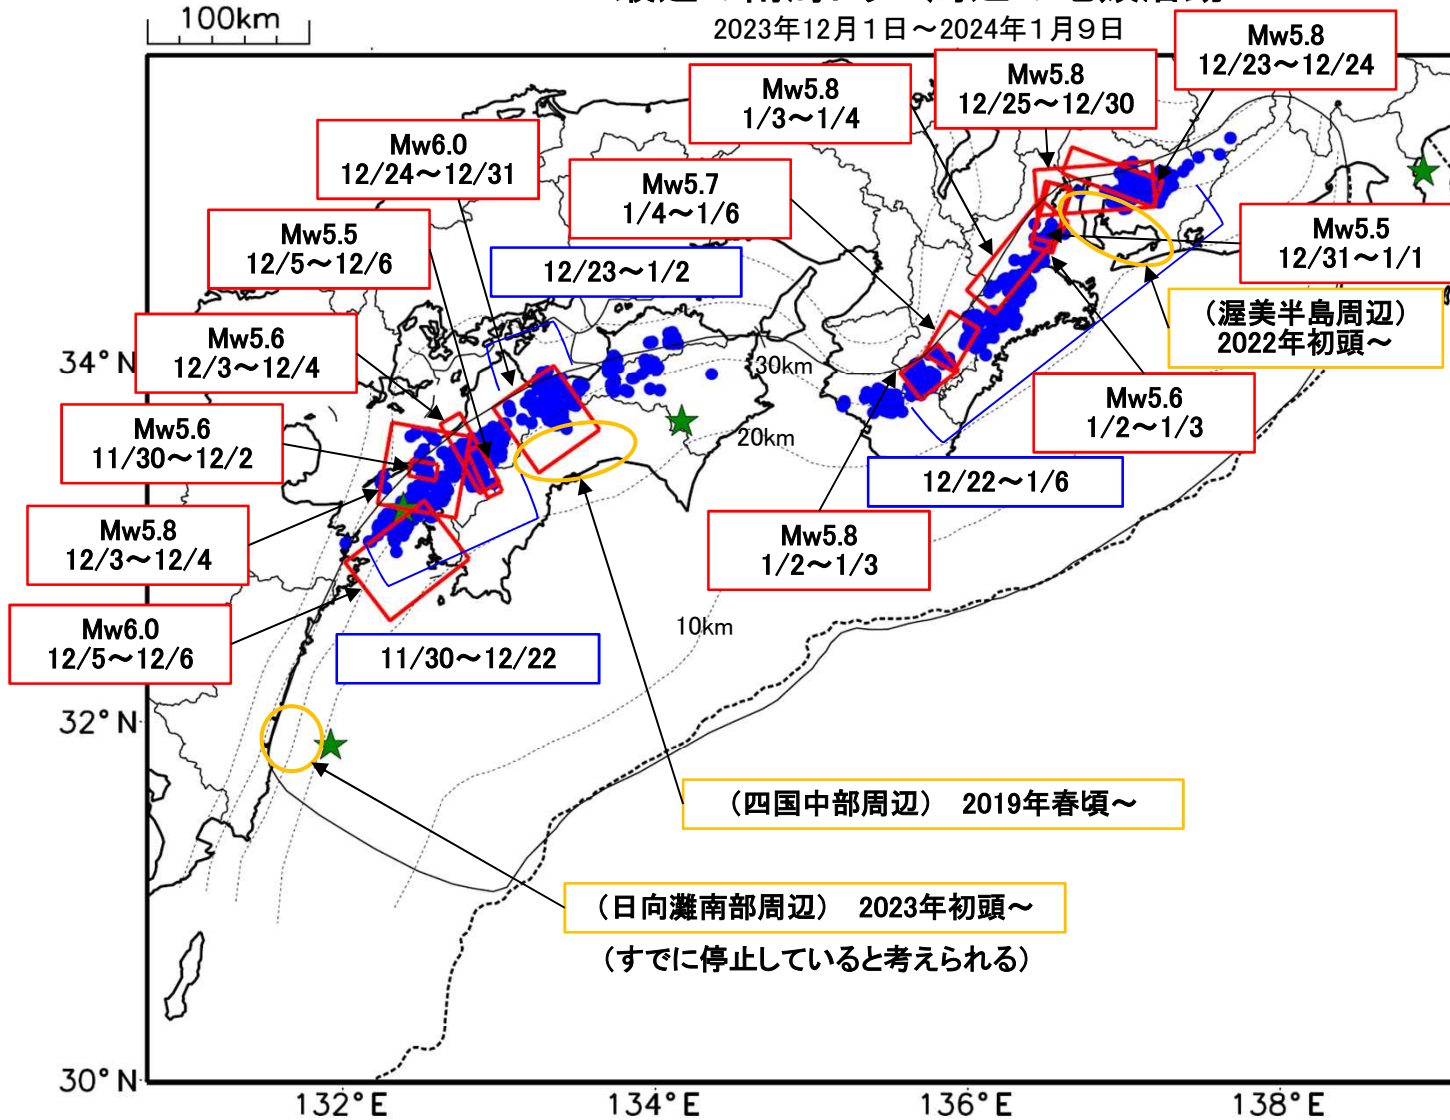 100km
2023年12月1日～2024年1月9日
Mw5.8
12/23～12/24
Mw5.8
12/25～12/30
Mw5.8
1/3～1/4
Mw6.0
12/24～12/31
Mw5.7
1/4～1/6
Mw5.5
12/5～12/6
12/23～1/2
Mw5.5
12/31～1/1
(渥美半島周辺)
2022年初頭～
Mw5.6
12/3～12/4
34°N
30km
20km
Mw5.6
1/2～1/3
Mw5.6
11/30～12/2
12/22～1/6
Mw5.8
12/3～12/4
Mw5.8
1/2～1/3
Mw6.0
12/5～12/6
10km
11/30～12/22
32°N
(四国中部周辺) 2019年春頃～
(日向灘南部周辺) 2023年初頭～
(すでに停止していると考えられる)
30°N
132°E
134°E
136°E
138°E